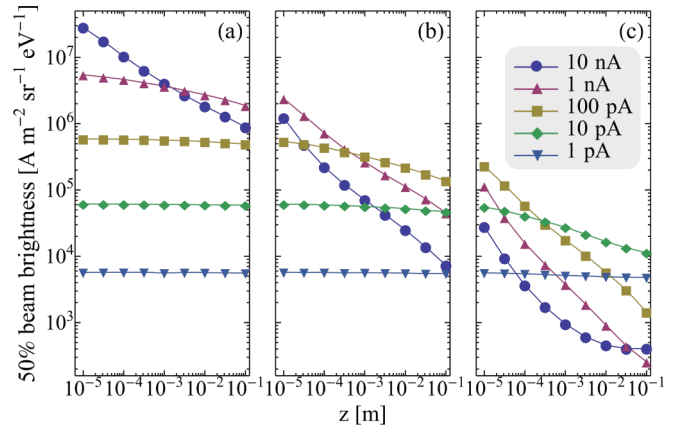 (a) (b) (c)
10⁷
10⁶
10⁵
10⁴
10³
50% beam brightness [A m⁻² sr⁻¹ eV⁻¹]
10 nA
1 nA
100 pA
10 pA
1 pA
10⁻⁵ 10⁻⁴ 10⁻³ 10⁻² 10⁻¹ 10⁻⁵ 10⁻⁴ 10⁻³ 10⁻² 10⁻¹ 10⁻⁵ 10⁻⁴ 10⁻³ 10⁻² 10⁻¹
z [m]